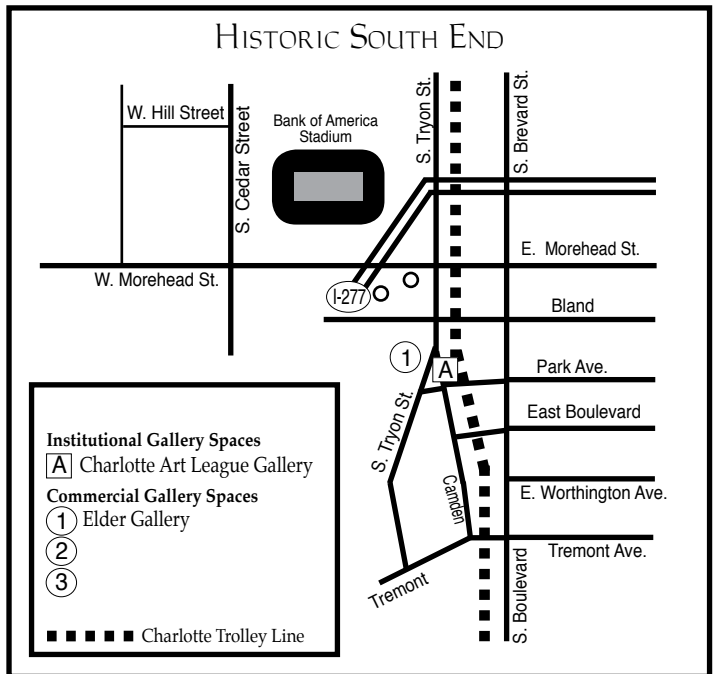 HISTORIC SOUTH END
W. Hill Street
S. Cedar Street
Bank of America
Stadium
S. Tryon St.
S. Brevard St.
W. Morehead St.
E. Morehead St.
I-277
Bland
1
A
Park Ave.
S. Tryon St.
East Boulevard
Camden
E. Worthington Ave.
Tremont Ave.
Tremont
S. Boulevard
Institutional Gallery Spaces
A Charlotte Art League Gallery
Commercial Gallery Spaces
1 Elder Gallery
2
3
Charlotte Trolley Line